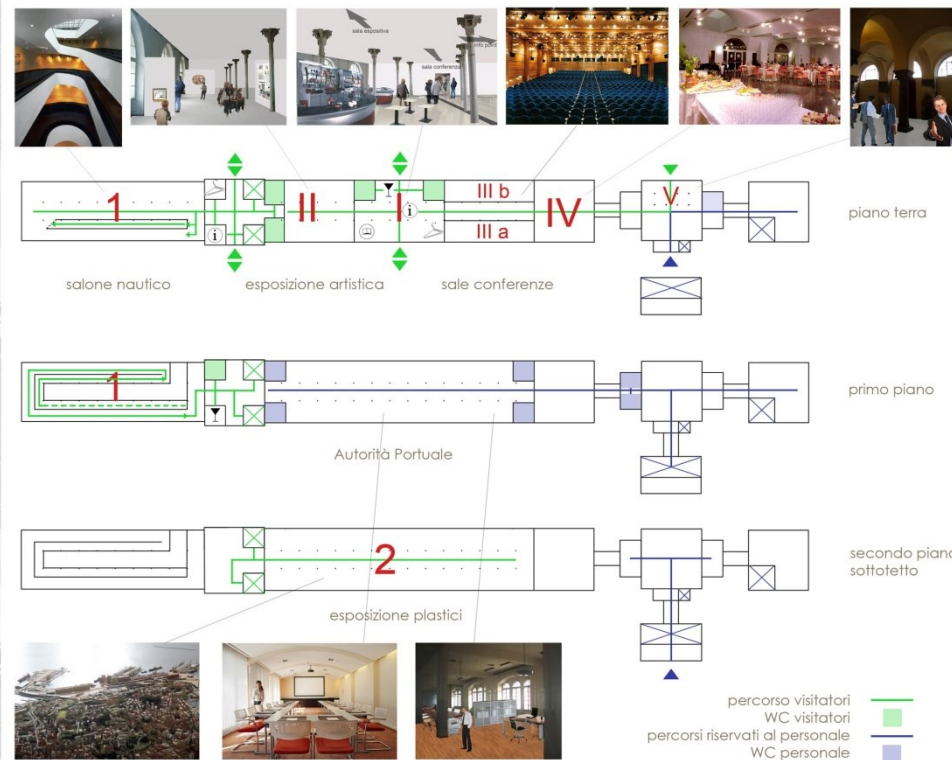 sala espositiva
info point
sala conferenze
1
II
I
i
III b
III a
IV
V
i
piano terra
salone nautico
esposizione artistica
sale conferenze
1
primo piano
Autorità Portuale
2
secondo piano
sottotetto
esposizione plastici
percorso visitatori
WC visitatori
percorsi riservati al personale
WC personale